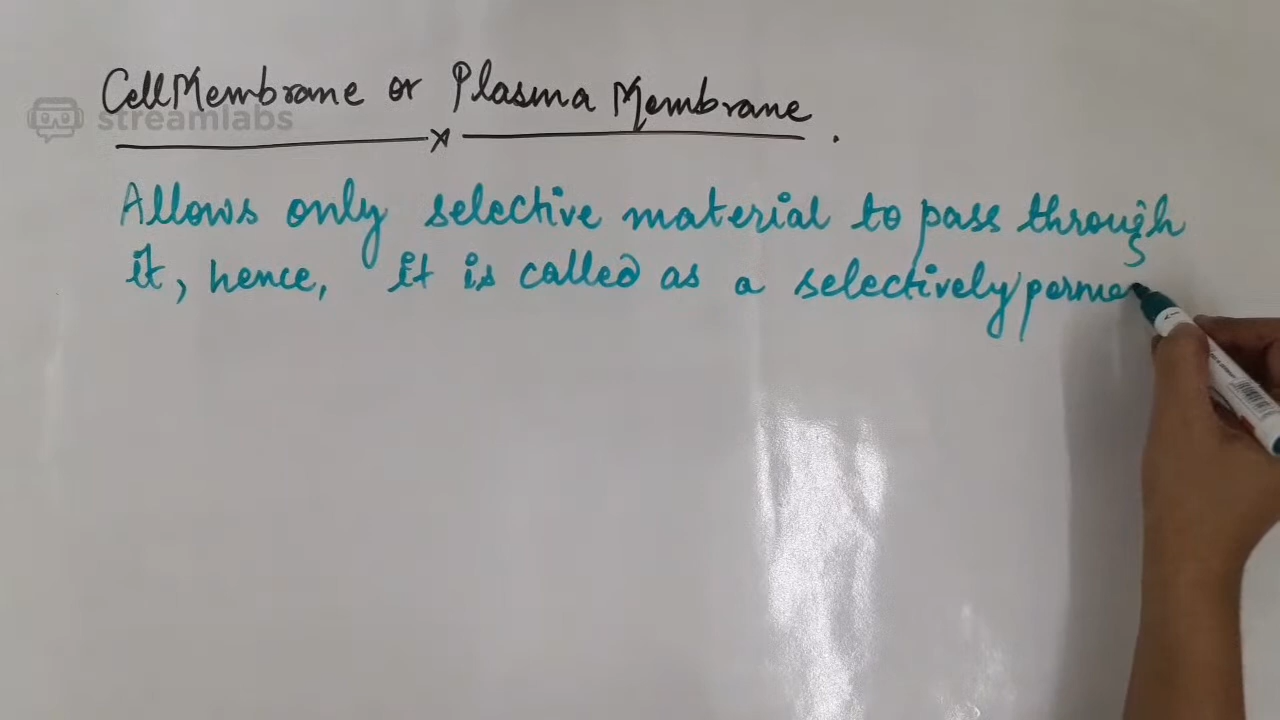 Cell Membrane or Plasma Membrane
streamlabs
Allows only selective material to pass through
it, hence, it is called as a selectively perme